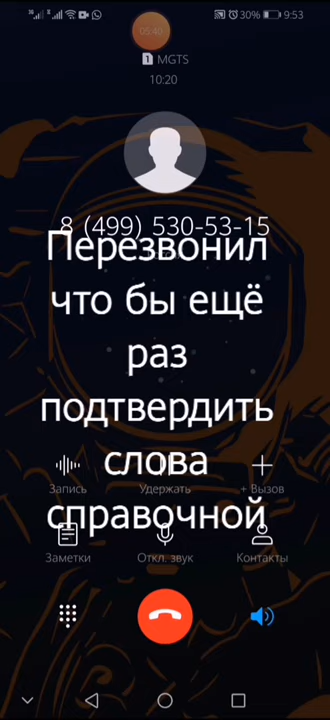 05:40
30% 9:53
1 MGTS
10:20
8 (499) 530-53-15
Перезвонил
что бы ещё
раз
подтвердить
слова
справочной
Запись Удержать + Вызов
Заметки Откл. звук Контакты